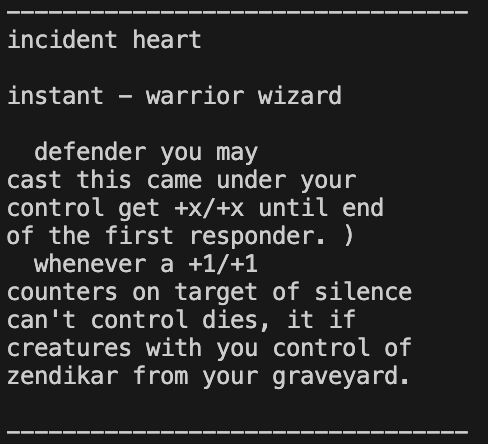 ---------------------------------
incident heart
instant – warrior wizard
defender you may
cast this came under your
control get +x/+x until end
of the first responder. )
whenever a +1/+1
counters on target of silence
can't control dies, it if
creatures with you control of
zendikar from your graveyard.
---------------------------------